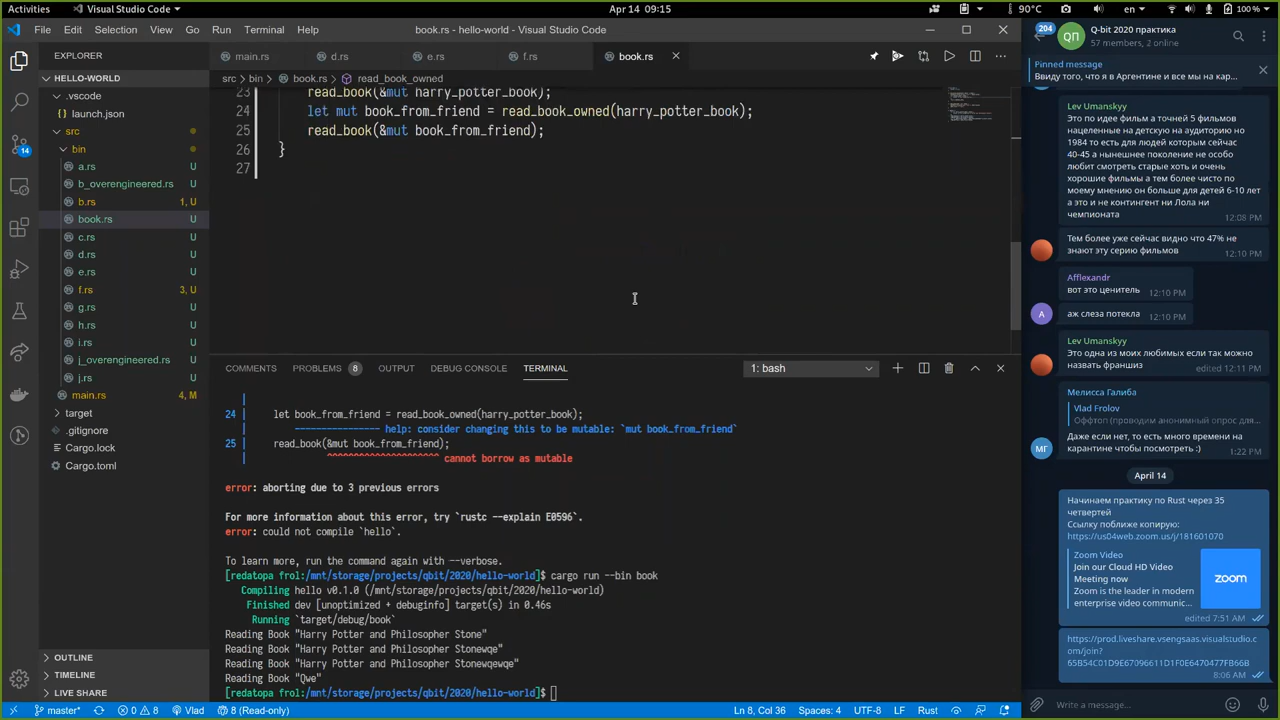 Activities
Visual Studio Code
Apr 14 09:15
90°C
en
100 %
File Edit Selection View Go Run Terminal Help
book.rs - hello-world - Visual Studio Code
EXPLORER
HELLO-WORLD
.vscode
launch.json
src
bin
a.rs U
b_overengineered.rs U
b.rs 1, U
book.rs U
c.rs U
d.rs U
e.rs U
f.rs 3, U
g.rs U
h.rs U
i.rs U
j_overengineered.rs U
j.rs U
main.rs 4, M
target
.gitignore
Cargo.lock
Cargo.toml
OUTLINE
TIMELINE
LIVE SHARE
14
main.rs d.rs e.rs f.rs book.rs
src > bin > book.rs > read_book_owned
23 read_book(&mut harry_potter_book);
24 let mut book_from_friend = read_book_owned(harry_potter_book);
25 read_book(&mut book_from_friend);
26 }
27
COMMENTS PROBLEMS 8 OUTPUT DEBUG CONSOLE TERMINAL
1: bash
|
24 | let book_from_friend = read_book_owned(harry_potter_book);
| ---------------- help: consider changing this to be mutable: `mut book_from_friend`
25 | read_book(&mut book_from_friend);
| ^^^^^^^^^^^^^^^^^^^^^ cannot borrow as mutable
error: aborting due to 3 previous errors
For more information about this error, try `rustc --explain E0596`.
error: could not compile `hello`.
To learn more, run the command again with --verbose.
[redatopa frol:/mnt/storage/projects/qbit/2020/hello-world]$ cargo run --bin book
Compiling hello v0.1.0 (/mnt/storage/projects/qbit/2020/hello-world)
Finished dev [unoptimized + debuginfo] target(s) in 0.46s
Running `target/debug/book`
Reading Book "Harry Potter and Philosopher Stone"
Reading Book "Harry Potter and Philosopher Stonewqe"
Reading Book "Harry Potter and Philosopher Stonewqewqe"
Reading Book "Qwe"
[redatopa frol:/mnt/storage/projects/qbit/2020/hello-world]$
master* 0 8 Vlad 8 (Read-only)
Ln 8, Col 36 Spaces: 4 UTF-8 LF Rust
204
QП
Q-bit 2020 практика
57 members, 2 online
Pinned message
Ввиду того, что я в Аргентине и все мы на кар...
Lev Umanskyy
Это по идее фильм а точней 5 фильмов
нацеленные на детскую на аудиторию но
1984 то есть для людей которым сейчас
40-45 а нынешнее поколение не особо
любит смотреть старые хоть и очень
хорошие фильмы а тем более чисто по
моему мнению он больше для детей 6-10 лет
а это и не контингент ни Лола ни
чемпионата
12:08 PM
Тем более уже сейчас видно что 47% не
знают эту серию фильмов
12:10 PM
Afflexandr
вот это ценитель
12:10 PM
A
аж слеза потекла
12:10 PM
Lev Umanskyy
Это одна из моих любимых если так можно
назвать франшиз
edited 12:11 PM
Мелисса Галиба
Vlad Frolov
Оффтоп (проводим анонимный опрос для...
МГ
Даже если нет, то есть много времени на
карантине чтобы посмотреть :)
1:22 PM
April 14
Начинаем практику по Rust через 35
четвертей
Ссылку поближе копирую:
https://us04web.zoom.us/j/181601070
Zoom Video
Join our Cloud HD Video
Meeting now
Zoom is the leader in modern
enterprise video communic...
zoom
edited 7:51 AM
https://prod.liveshare.vsengsaas.visualstudio.c
om/join?
65B54C01D9E67096611D1F0E6470477FB66B
8:06 AM
Write a message...